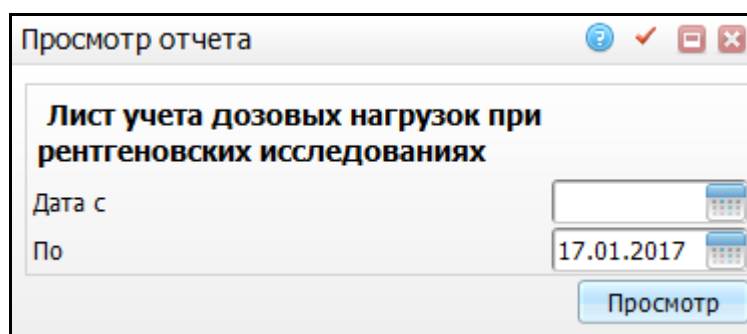 Просмотр отчета
Лист учета дозовых нагрузок при
рентгеновских исследованиях
Дата с
По 17.01.2017
Просмотр